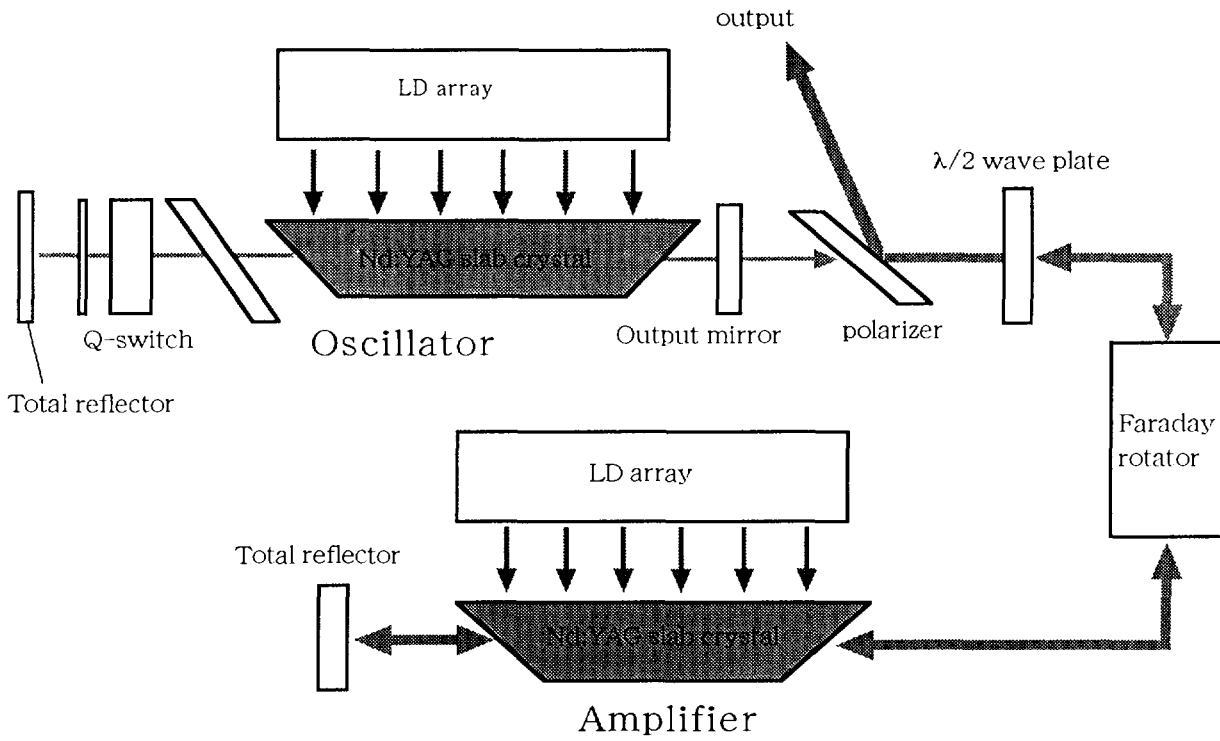 output
LD array
λ/2 wave plate
Nd:YAG slab crystal
Q-switch
Oscillator
Output mirror
polarizer
Total reflector
Faraday
rotator
LD array
Total reflector
Nd:YAG slab crystal
Amplifier